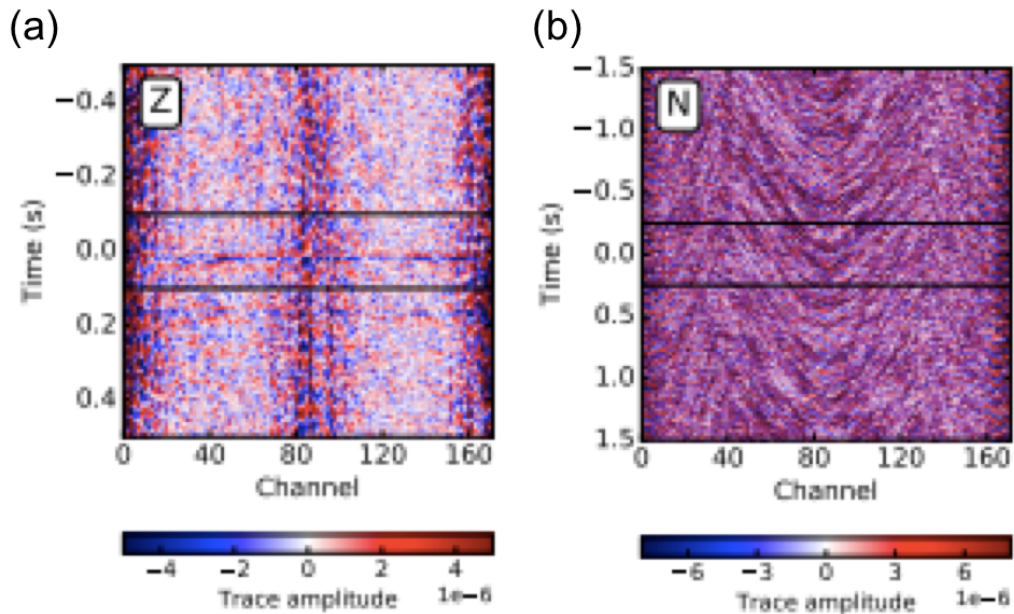 (a)
(b)
Z
N
−0.4
−0.2
0.0
0.2
0.4
Time (s)
0 40 80 120 160
Channel
−4 −2 0 2 4
1e−6
Trace amplitude
−1.5
−1.0
−0.5
0.0
0.5
1.0
1.5
Time (s)
0 40 80 120 160
Channel
−6 −3 0 3 6
1e−6
Trace amplitude